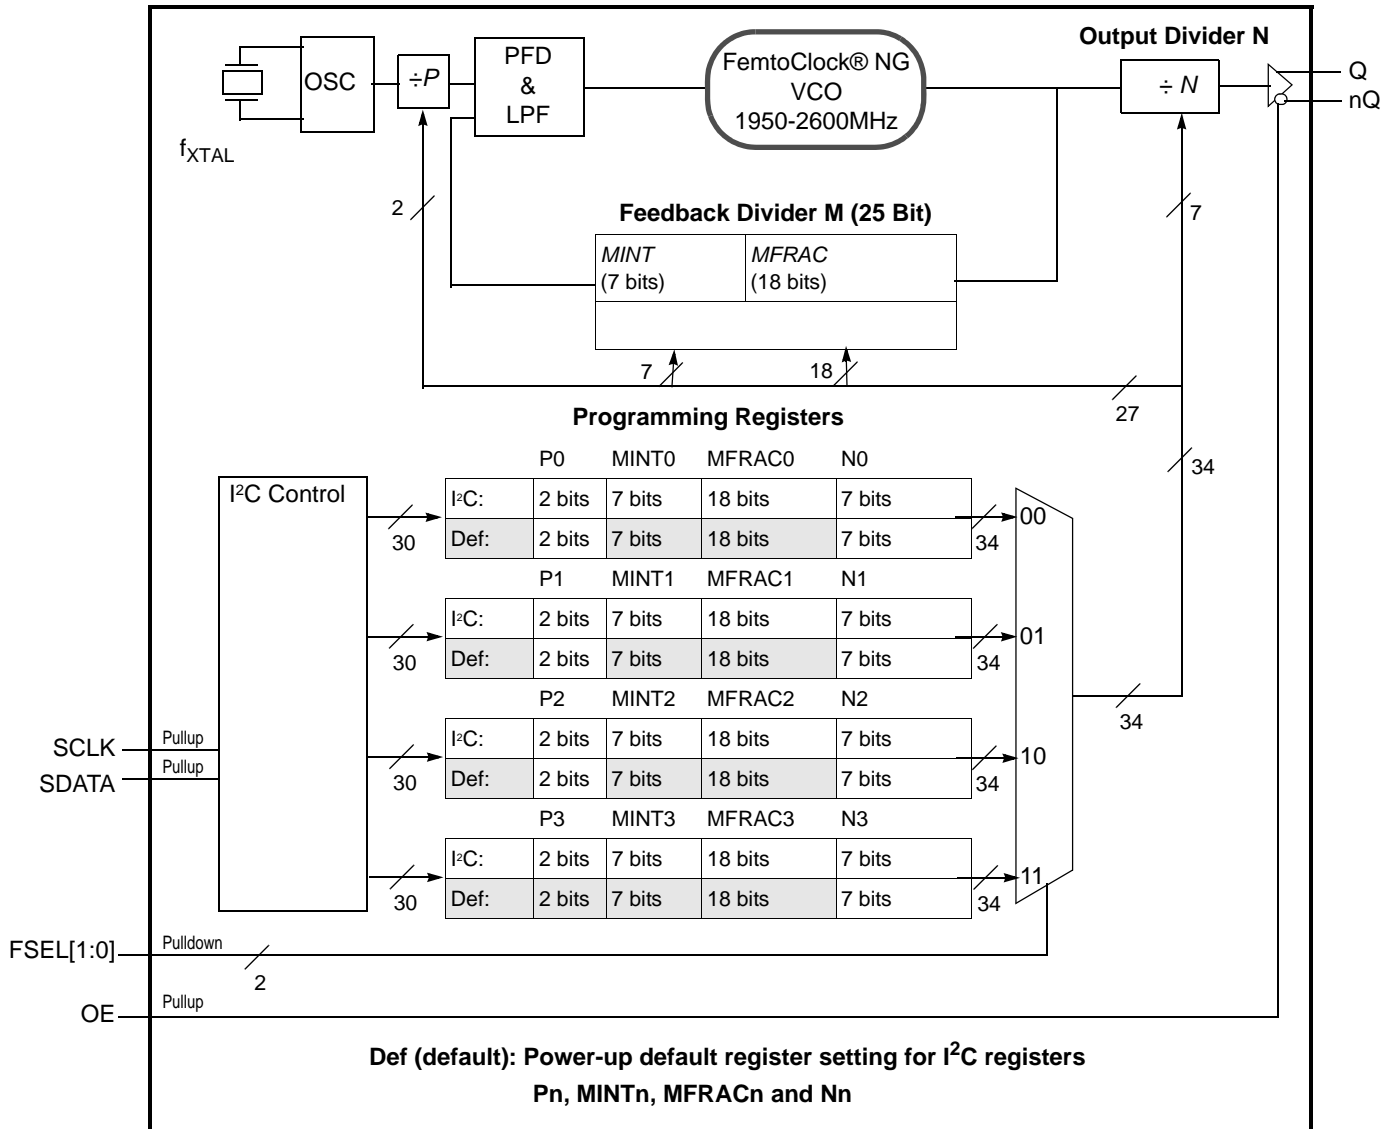 Output Divider N
OSC
÷P
PFD
&
LPF
FemtoClock® NG
VCO
1950-2600MHz
÷ N
Q
nQ
fXTAL
2
7
Feedback Divider M (25 Bit)
MINT
(7 bits)
MFRAC
(18 bits)
7
18
27
34
Programming Registers
I²C Control
P0 MINT0 MFRAC0 N0
I²C: 2 bits 7 bits 18 bits 7 bits
Def: 2 bits 7 bits 18 bits 7 bits
30
34
00
P1 MINT1 MFRAC1 N1
I²C: 2 bits 7 bits 18 bits 7 bits
Def: 2 bits 7 bits 18 bits 7 bits
30
34
01
P2 MINT2 MFRAC2 N2
I²C: 2 bits 7 bits 18 bits 7 bits
Def: 2 bits 7 bits 18 bits 7 bits
30
34
10
34
P3 MINT3 MFRAC3 N3
I²C: 2 bits 7 bits 18 bits 7 bits
Def: 2 bits 7 bits 18 bits 7 bits
30
34
11
SCLK Pullup
SDATA Pullup
FSEL[1:0] Pulldown
2
OE Pullup
Def (default): Power-up default register setting for I²C registers
Pn, MINTn, MFRACn and Nn